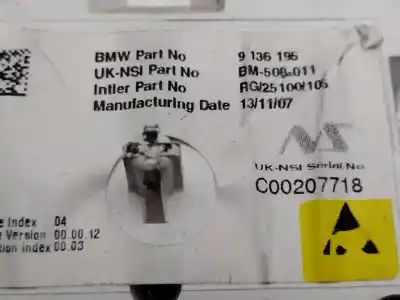 BMW Part No 9 136 195
UK-NSI Part No BM-508-011
Intier Part No RG/25100/105
Manufacturing Date 13/11/07
UK-NSI Serial No
C00207718
e Index 04
e Version 00.00.12
tion index 00.03